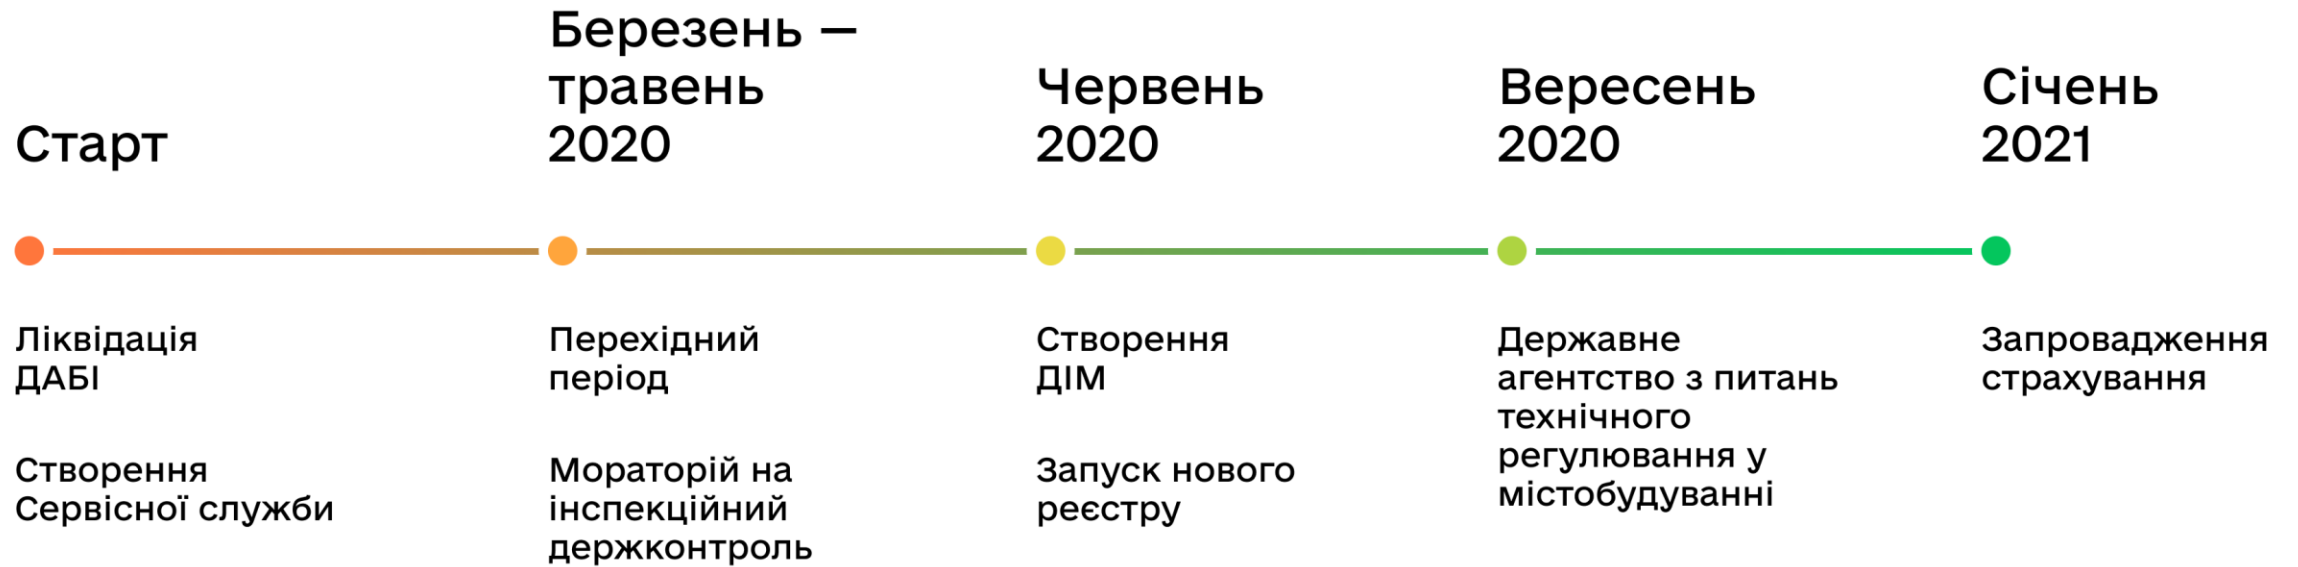 Старт
Березень —
травень
2020
Червень
2020
Вересень
2020
Січень
2021
Ліквідація
ДАБІ
Створення
Сервісної служби
Перехідний
період
Мораторій на
інспекційний
держконтроль
Створення
ДІМ
Запуск нового
реєстру
Державне
агентство з питань
технічного
регулювання у
містобудуванні
Запровадження
страхування